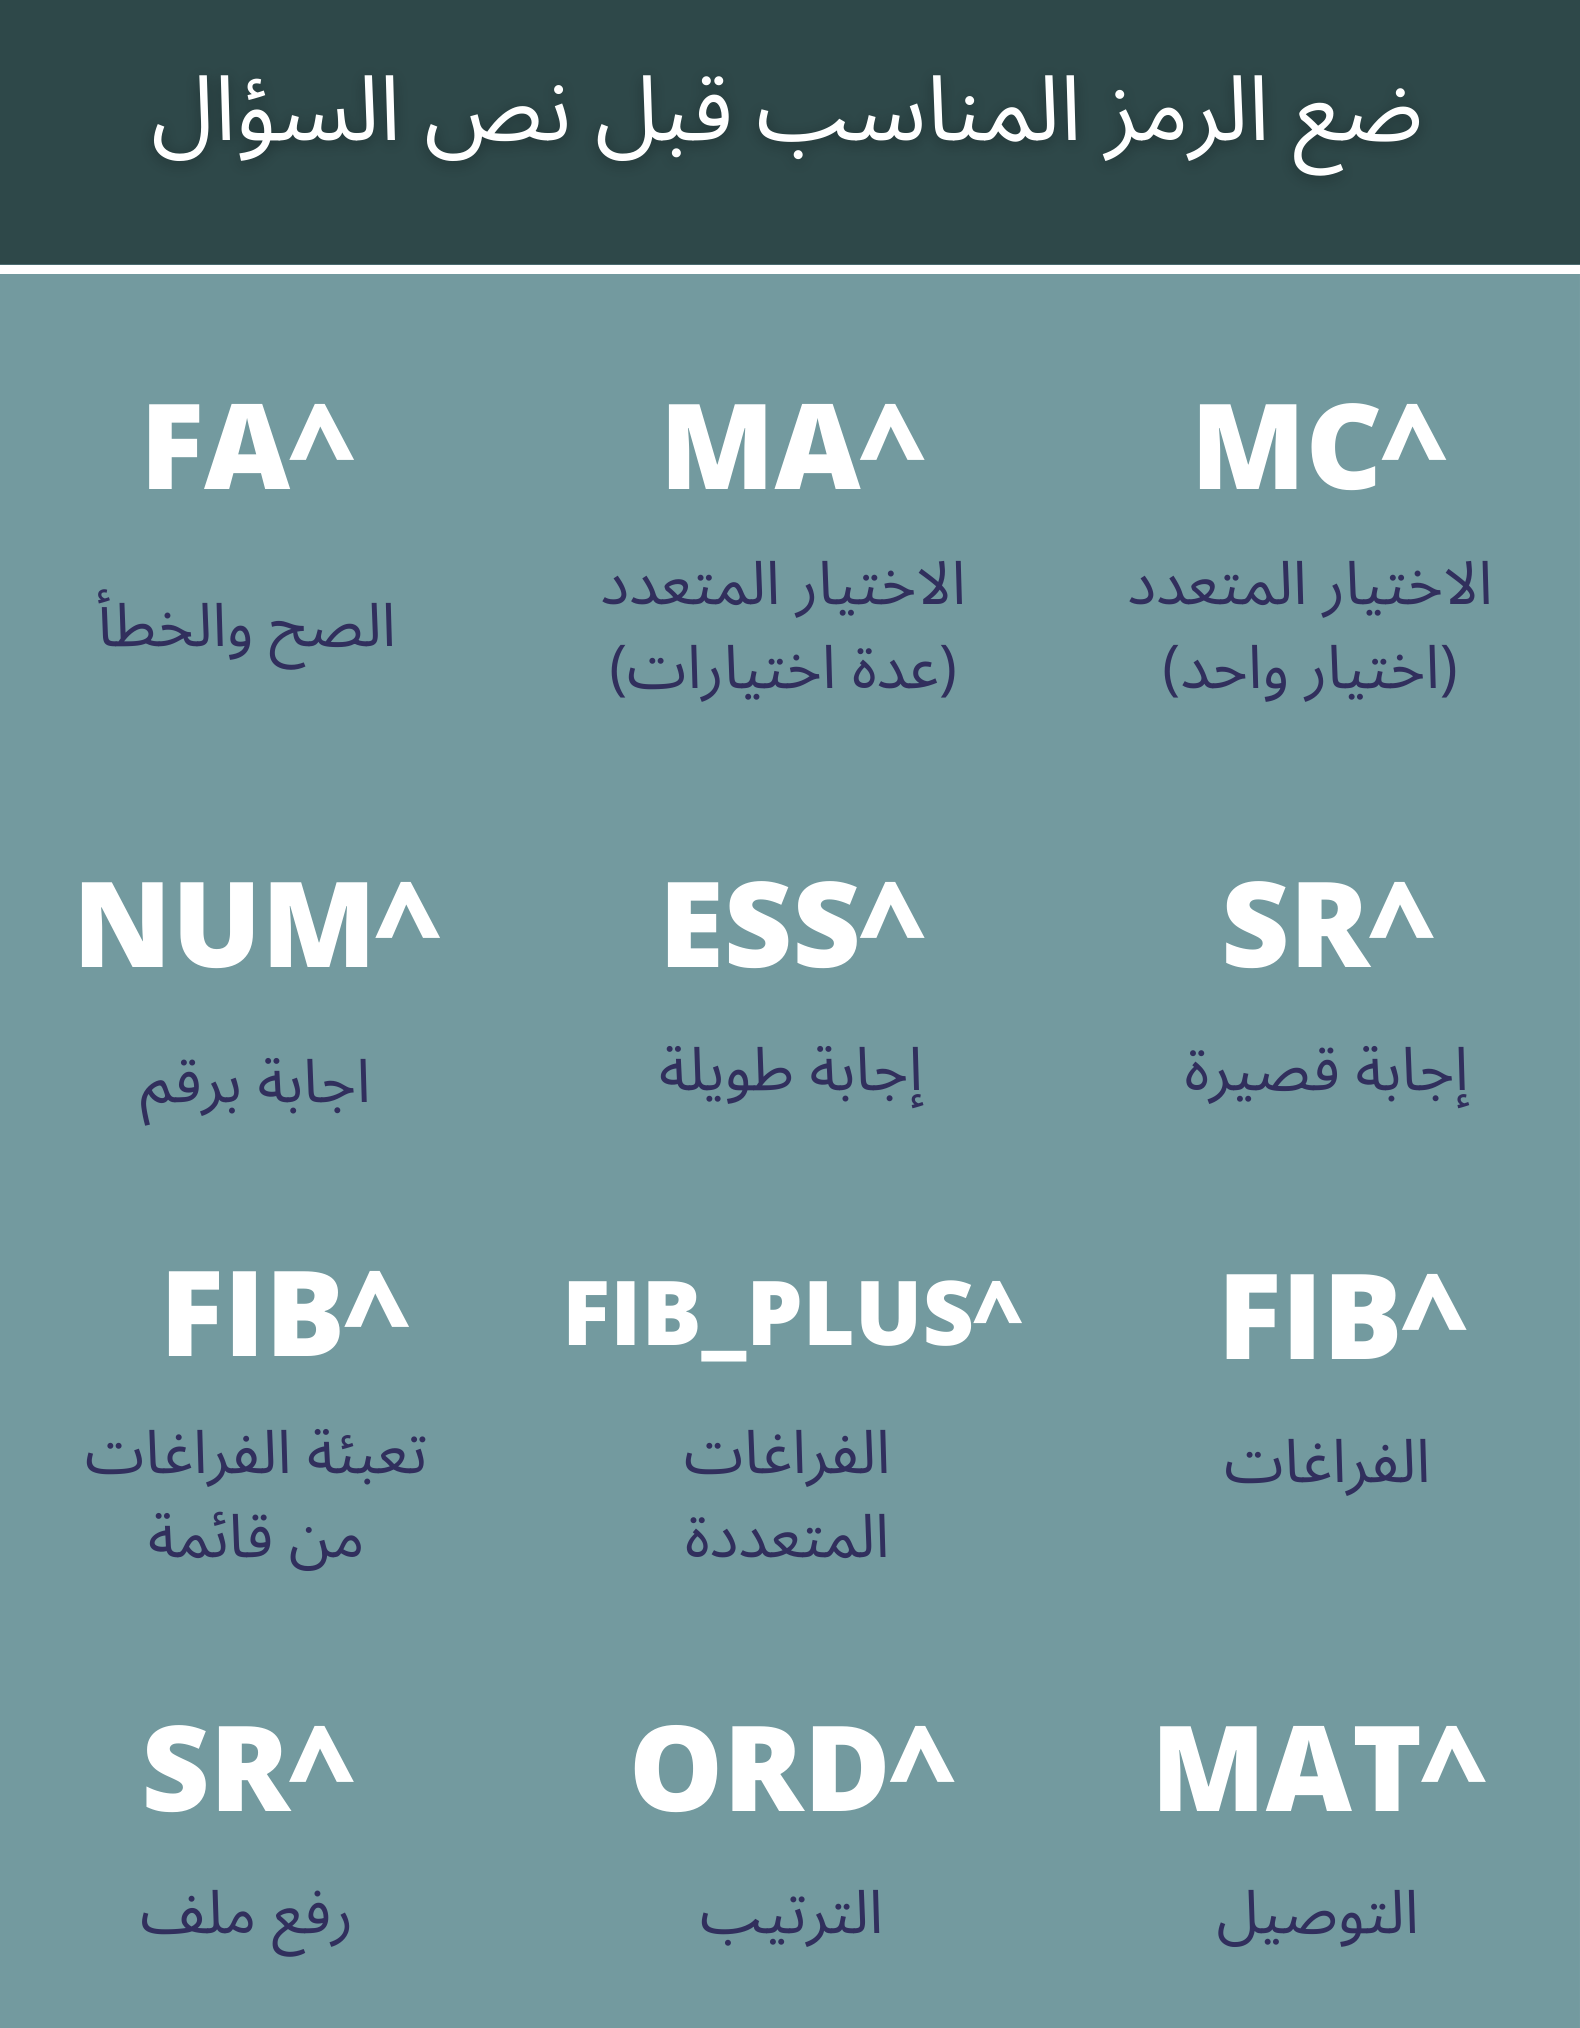 ضع الرمز المناسب قبل نص السؤال
MC^
الاختيار المتعدد
(اختيار واحد)
MA^
الاختيار المتعدد
(عدة اختيارات)
FA^
الصح والخطأ
SR^
إجابة قصيرة
ESS^
إجابة طويلة
NUM^
اجابة برقم
FIB^
الفراغات
FIB_PLUS^
الفراغات
المتعددة
FIB^
تعبئة الفراغات
من قائمة
MAT^
التوصيل
ORD^
الترتيب
SR^
رفع ملف